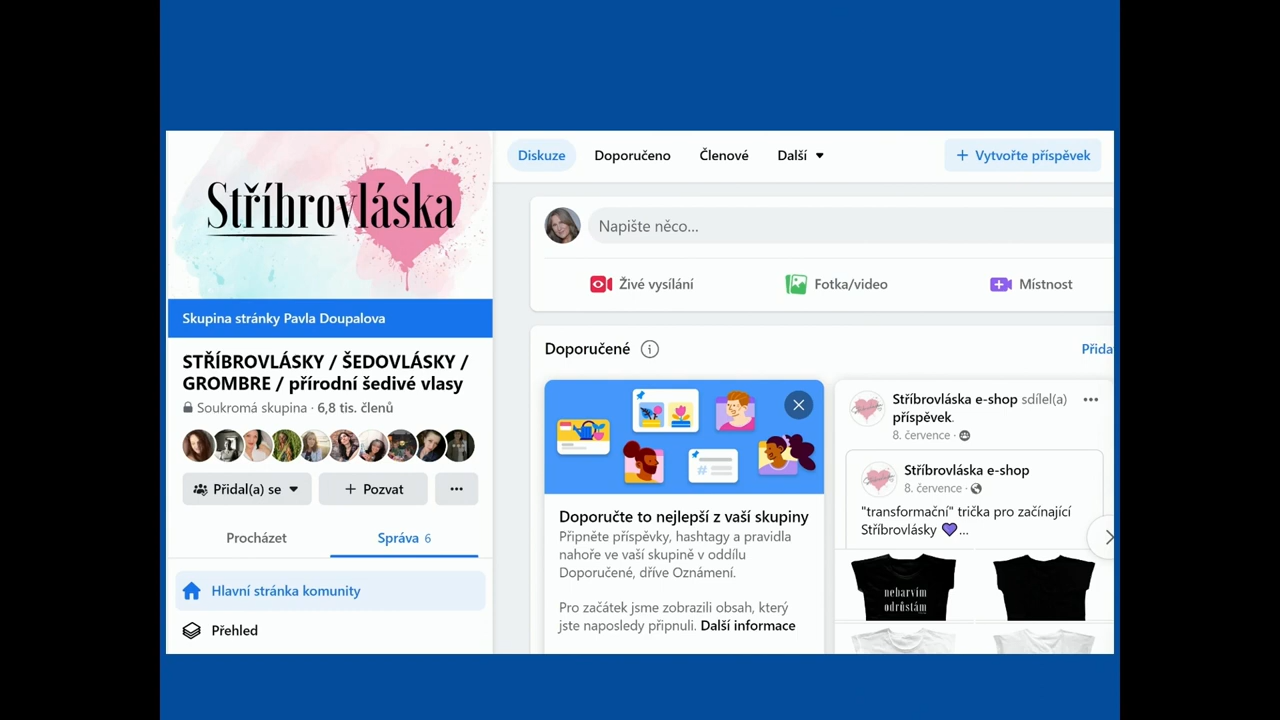 Stříbrovláska
Skupina stránky Pavla Doupalova
STŘÍBROVLÁSKY / ŠEDOVLÁSKY /
GROMBRE / přírodní šedivé vlasy
Soukromá skupina · 6,8 tis. členů
Přidal(a) se
Pozvat
Procházet
Správa 6
Hlavní stránka komunity
Přehled
Diskuze
Doporučeno
Členové
Další
Vytvořte příspěvek
Napište něco...
Živé vysílání
Fotka/video
Místnost
Doporučené
Přida
Doporučte to nejlepší z vaší skupiny
Připněte příspěvky, hashtagy a pravidla
nahoře ve vaší skupině v oddílu
Doporučené, dříve Oznámení.
Pro začátek jsme zobrazili obsah, který
jste naposledy připnuli. Další informace
Stříbrovláska e-shop sdílel(a)
příspěvek.
8. července ·
Stříbrovláska e-shop
8. července ·
"transformační" trička pro začínající
Stříbrovlásky 💜...
nebarvím
odrůstám